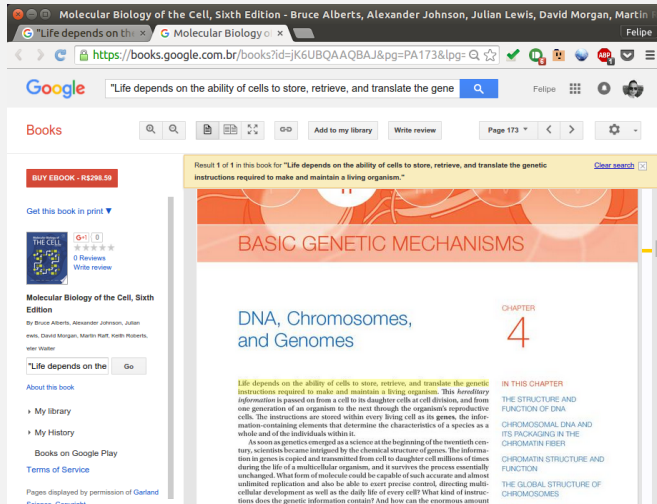 Molecular Biology of the Cell, Sixth Edition - Bruce Alberts, Alexander Johnson, Julian Lewis, David Morgan, Martin
"Life depends on the
Molecular Biology o
Felipe
https://books.google.com.br/books?id=jK6UBQAAQBAJ&pg=PA173&lpg=
Google
"Life depends on the ability of cells to store, retrieve, and translate the gene
Felipe
Books
Add to my library
Write review
Page 173
Result 1 of 1 in this book for "Life depends on the ability of cells to store, retrieve, and translate the genetic
instructions required to make and maintain a living organism."
Clear search
BUY EBOOK - R$298.59
Get this book in print ▼
THE CELL
G+1 0
0 Reviews
Write review
Molecular Biology of the Cell, Sixth
Edition
By Bruce Alberts, Alexander Johnson, Julian
ewis, David Morgan, Martin Raff, Keith Roberts,
eter Walter
"Life depends on the
Go
About this book
My library
My History
Books on Google Play
Terms of Service
Pages displayed by permission of Garland
Science. Copyright
BASIC GENETIC MECHANISMS
DNA, Chromosomes,
and Genomes
CHAPTER
4
Life depends on the ability of cells to store, retrieve, and translate the genetic
instructions required to make and maintain a living organism. This hereditary
information is passed on from a cell to its daughter cells at cell division, and from
one generation of an organism to the next through the organism's reproductive
cells. The instructions are stored within every living cell as its genes, the infor-
mation-containing elements that determine the characteristics of a species as a
whole and of the individuals within it.
As soon as genetics emerged as a science at the beginning of the twentieth cen-
tury, scientists became intrigued by the chemical structure of genes. The informa-
tion in genes is copied and transmitted from cell to daughter cell millions of times
during the life of a multicellular organism, and it survives the process essentially
unchanged. What form of molecule could be capable of such accurate and almost
unlimited replication and also be able to exert precise control, directing multi-
cellular development as well as the daily life of every cell? What kind of instruc-
tions does the genetic information contain? And how can the enormous amount
IN THIS CHAPTER
THE STRUCTURE AND
FUNCTION OF DNA
CHROMOSOMAL DNA AND
ITS PACKAGING IN THE
CHROMATIN FIBER
CHROMATIN STRUCTURE AND
FUNCTION
THE GLOBAL STRUCTURE OF
CHROMOSOMES